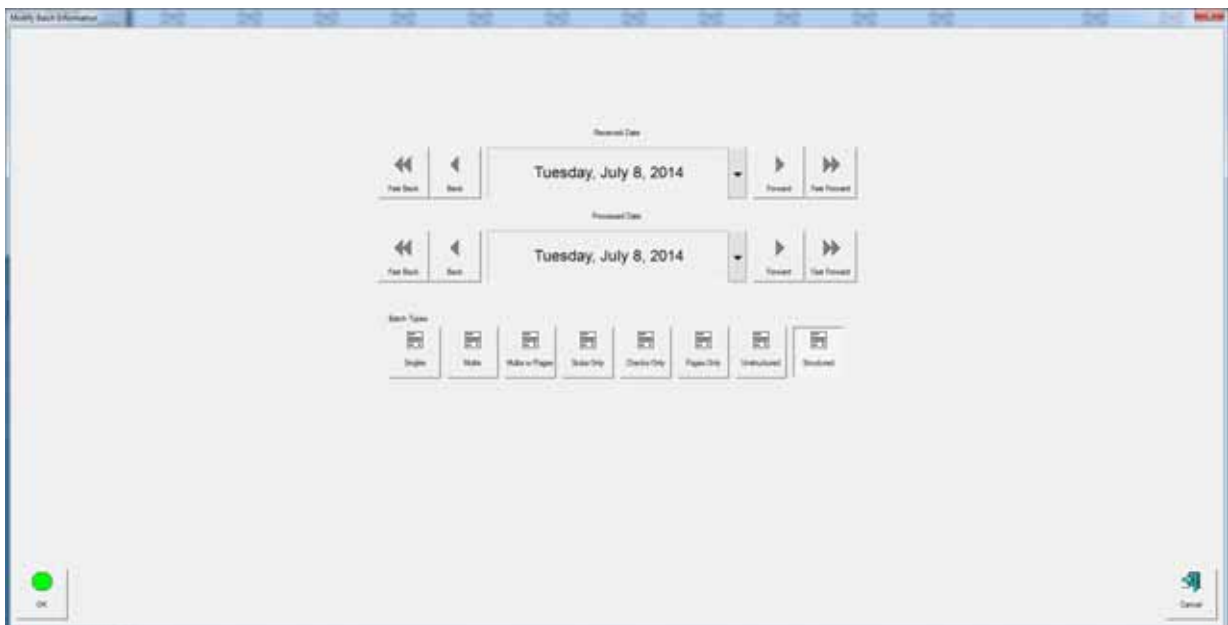 Modify Batch Information
Received Date
Fast Back Back Tuesday, July 8, 2014 Forward Fast Forward
Processed Date
Fast Back Back Tuesday, July 8, 2014 Forward Fast Forward
Batch Types
Singles Multis Multis w Pages Stubs Only Checks Only Pages Only Unstructured Structured
OK
Cancel